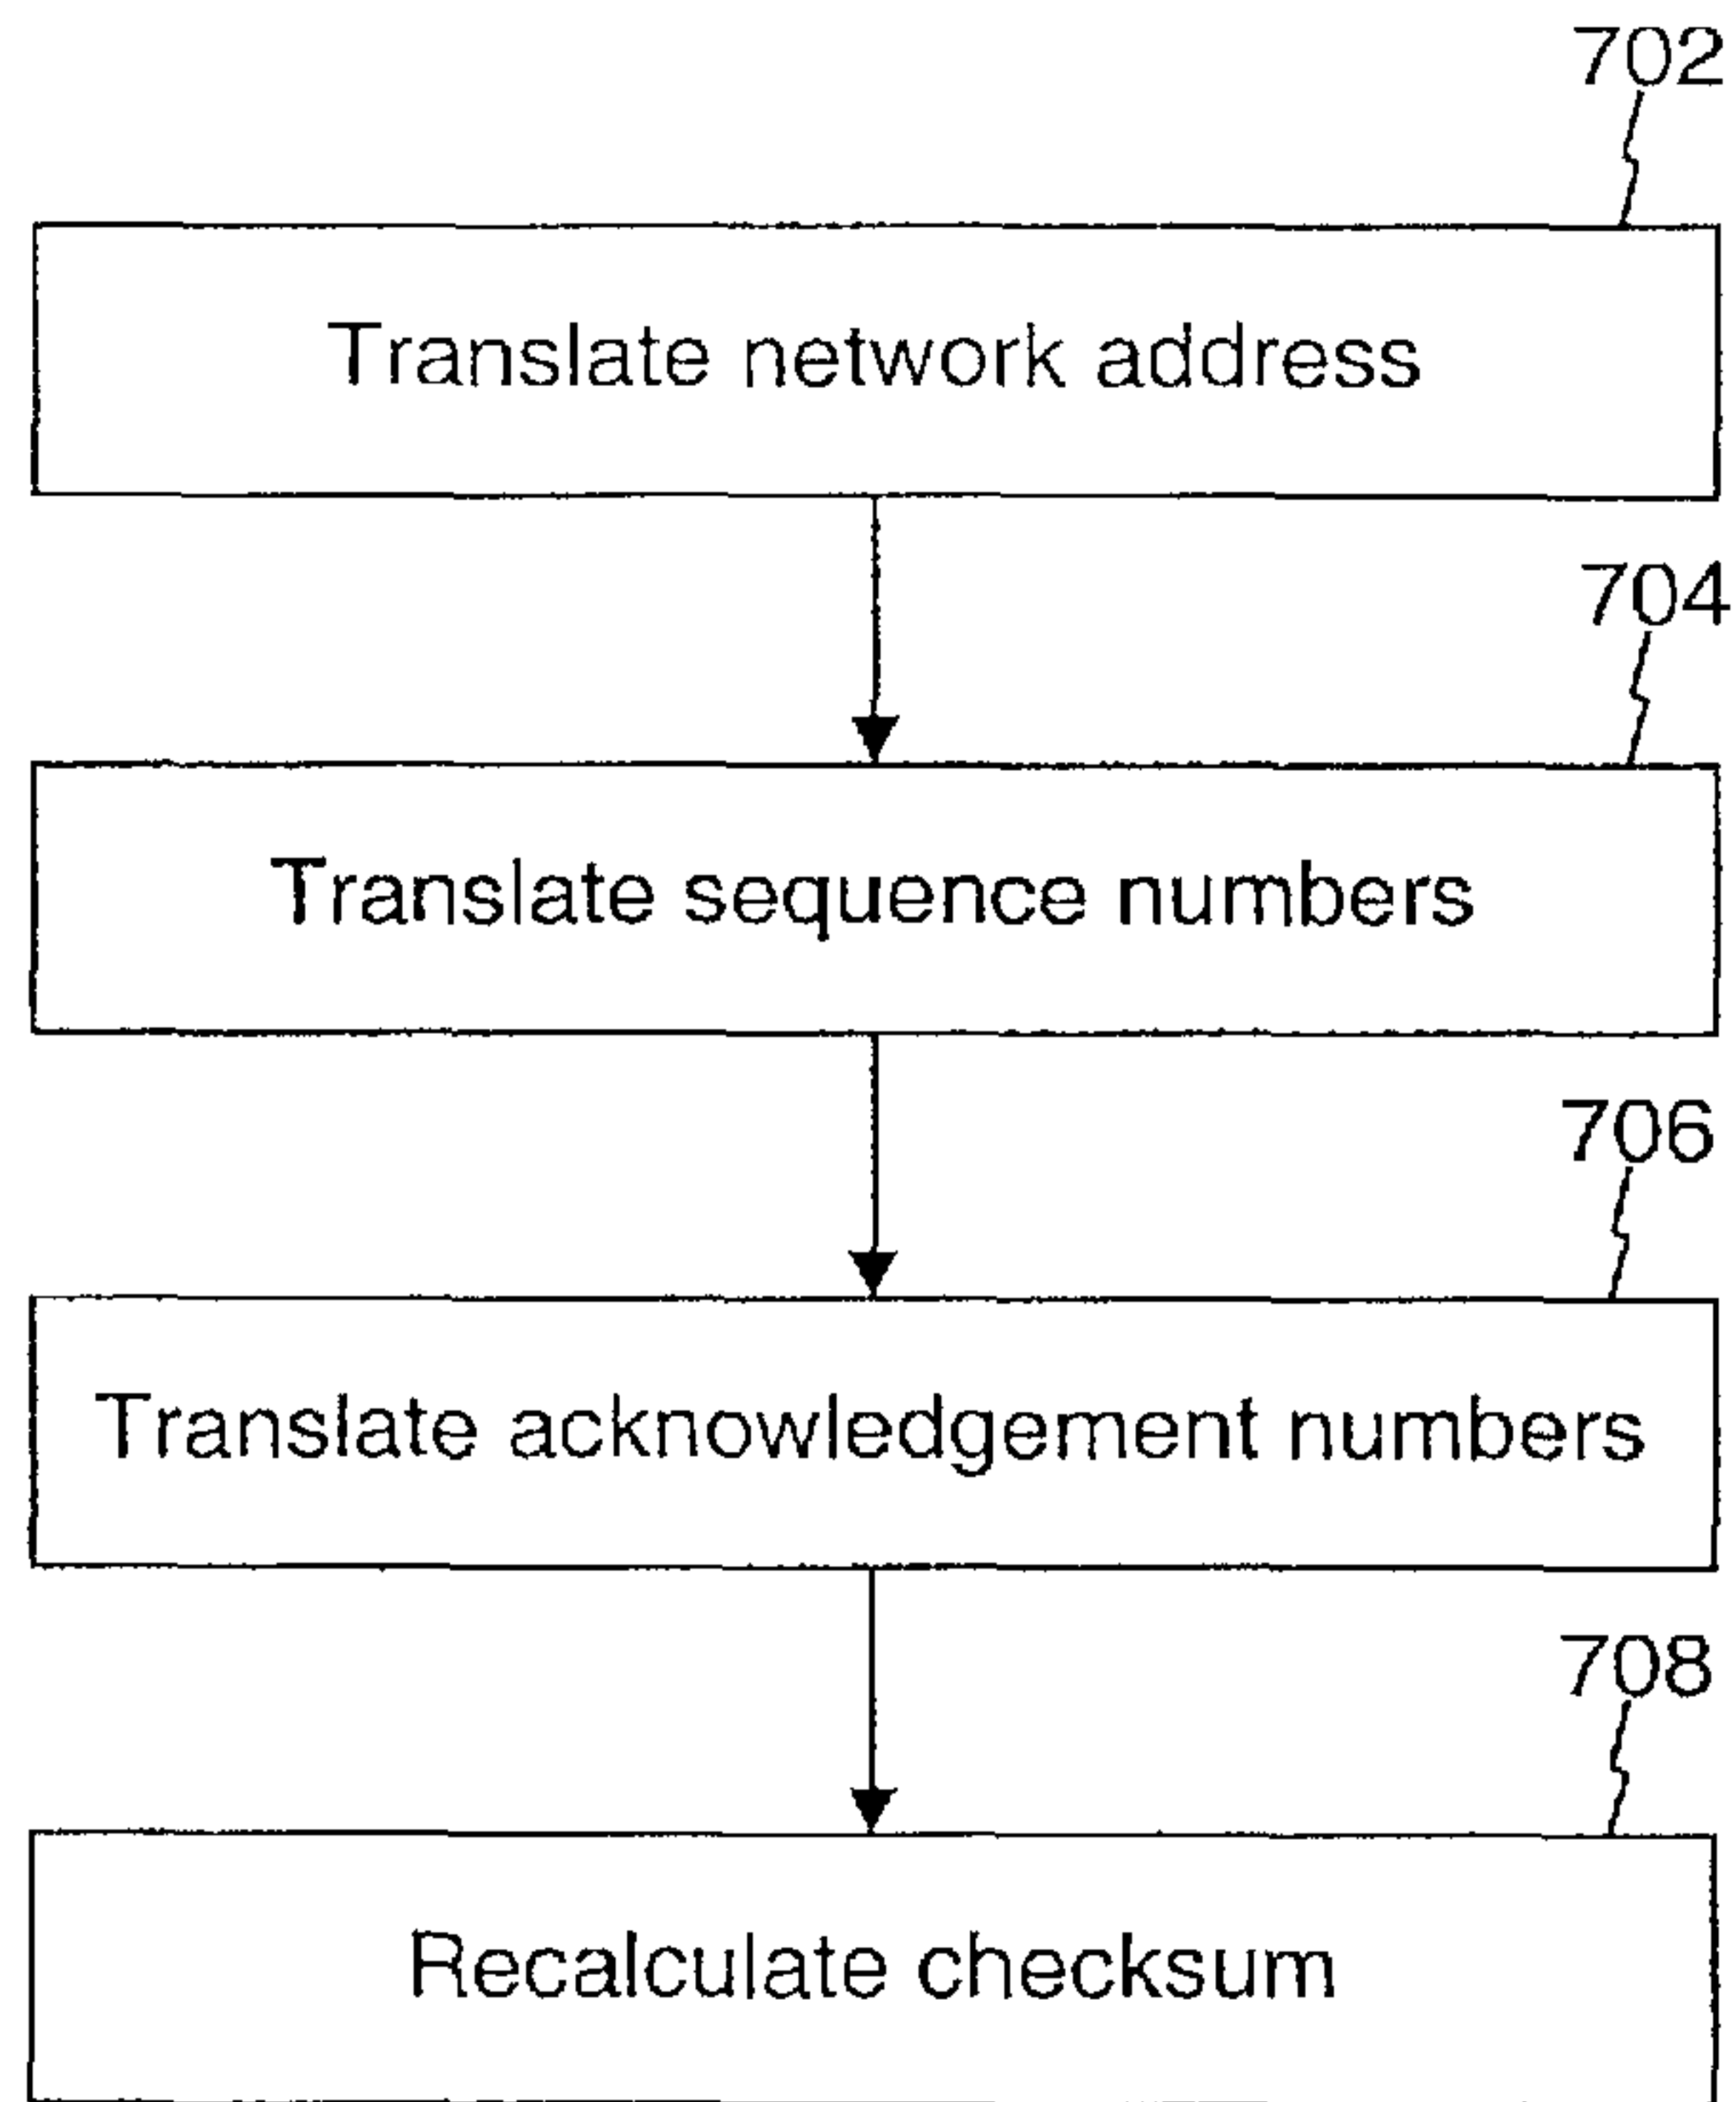 702
Translate network address
704
Translate sequence numbers
706
Translate acknowledgement numbers
708
Recalculate checksum